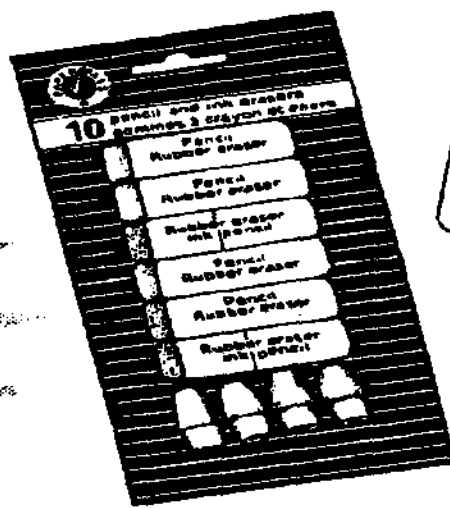 10 pencil and ink erasers
gommes à crayon et encre
Pencil
Rubber eraser
Pencil
Rubber eraser
Rubber eraser
ink pencil
Pencil
Rubber eraser
Pencil
Rubber eraser
Rubber eraser
ink pencil